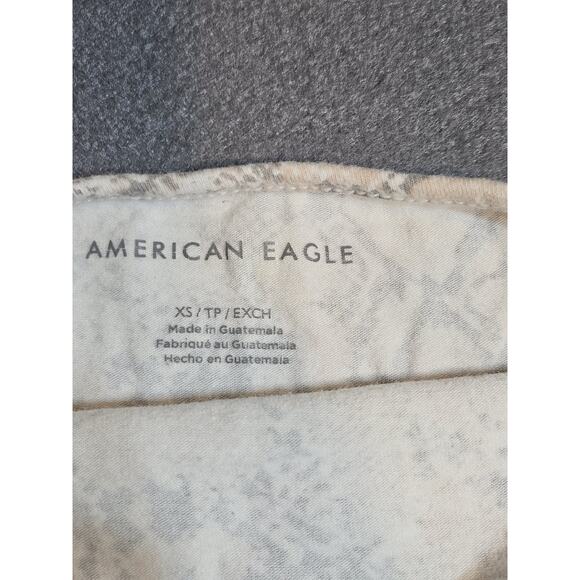 AMERICAN EAGLE
XS / TP / EXCH
Made in Guatemala
Fabriqué au Guatemala
Hecho en Guatemala